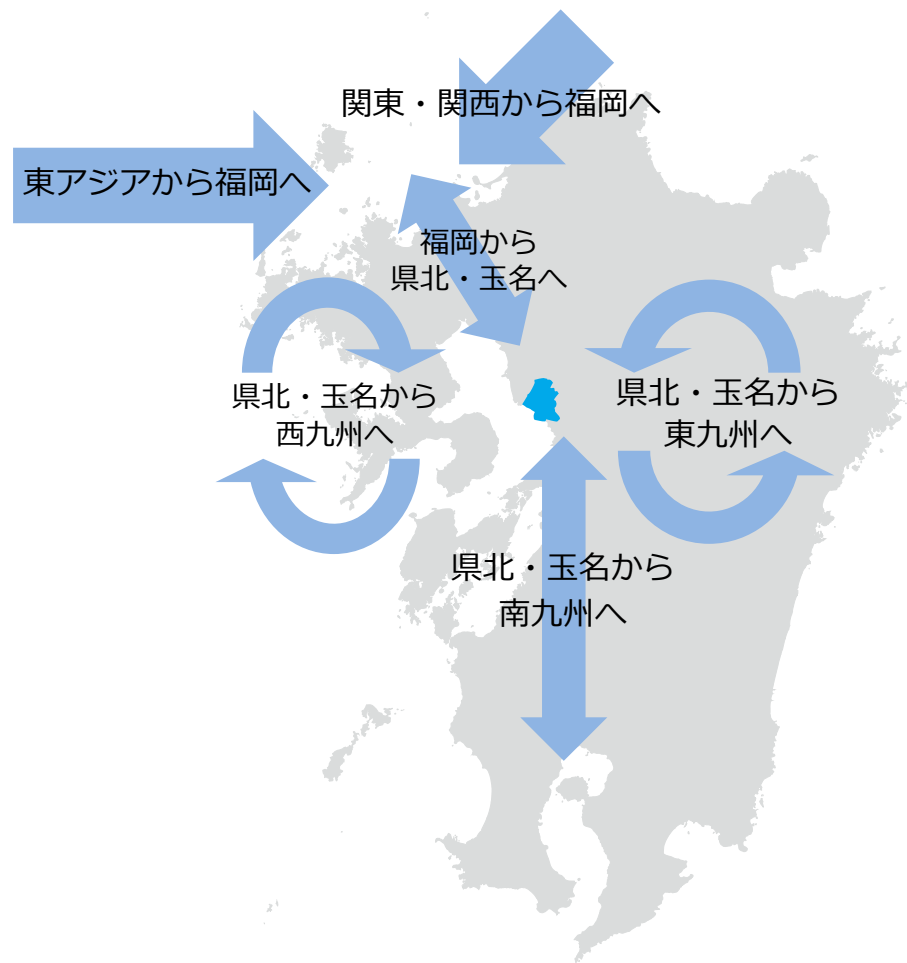 関東・関西から福岡へ
東アジアから福岡へ
福岡から
県北・玉名へ
県北・玉名から
西九州へ
県北・玉名から
東九州へ
県北・玉名から
南九州へ